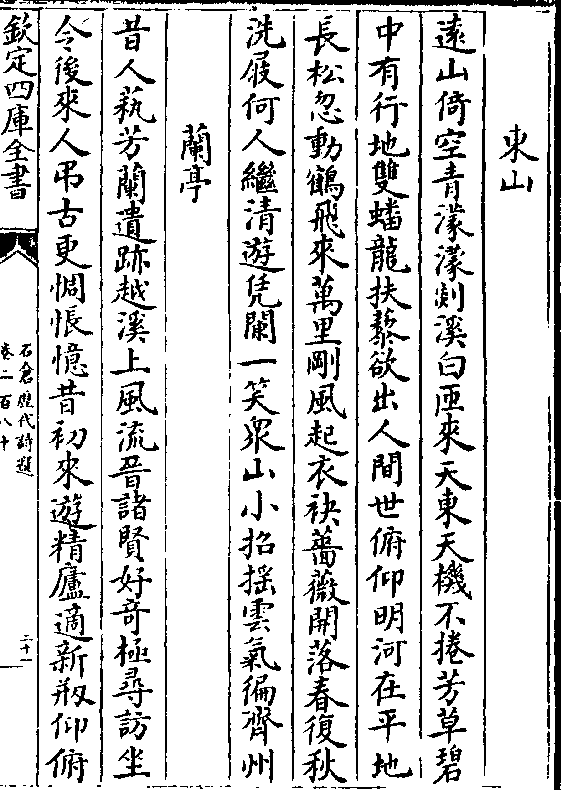 東山
遠山倚空青濛濛剡溪白匝來天東天機不捲芳草碧
中有行地雙蟠龍扶藜欲出人間世俯仰明河在平地
長松忽動鶴飛來萬里剛風起衣袂薔薇開落春復秋
洗屐何人繼清遊凭闌一笑衆山小招搖雲氣徧齊州
蘭亭
昔人蓺芳蘭遺跡越溪上風流晉諸賢好奇極尋訪坐
令後來人弔古更惆悵憶昔初來遊精廬適新刱仰俯
欽定四庫全書
石倉歴代詩選
卷二百八十
二十一